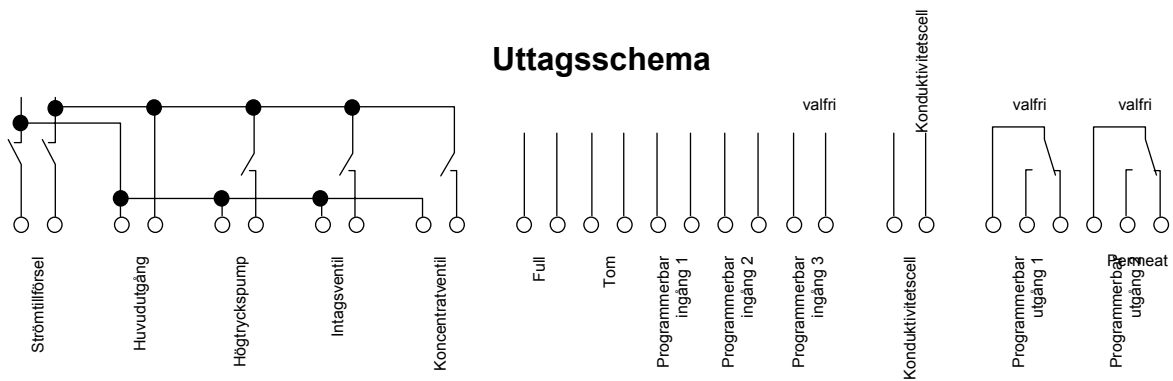 Uttagsschema
valfri
Konduktivitetscell
valfri
valfri
Strömtillförsel
Huvudutgång
Högtryckspump
Intagsventil
Koncentratventil
Full
Tom
Programmerbar
ingång 1
Programmerbar
ingång 2
Programmerbar
ingång 3
Konduktivitetscell
Programmerbar
utgång 1
Programmerbar
utgång
Permeat